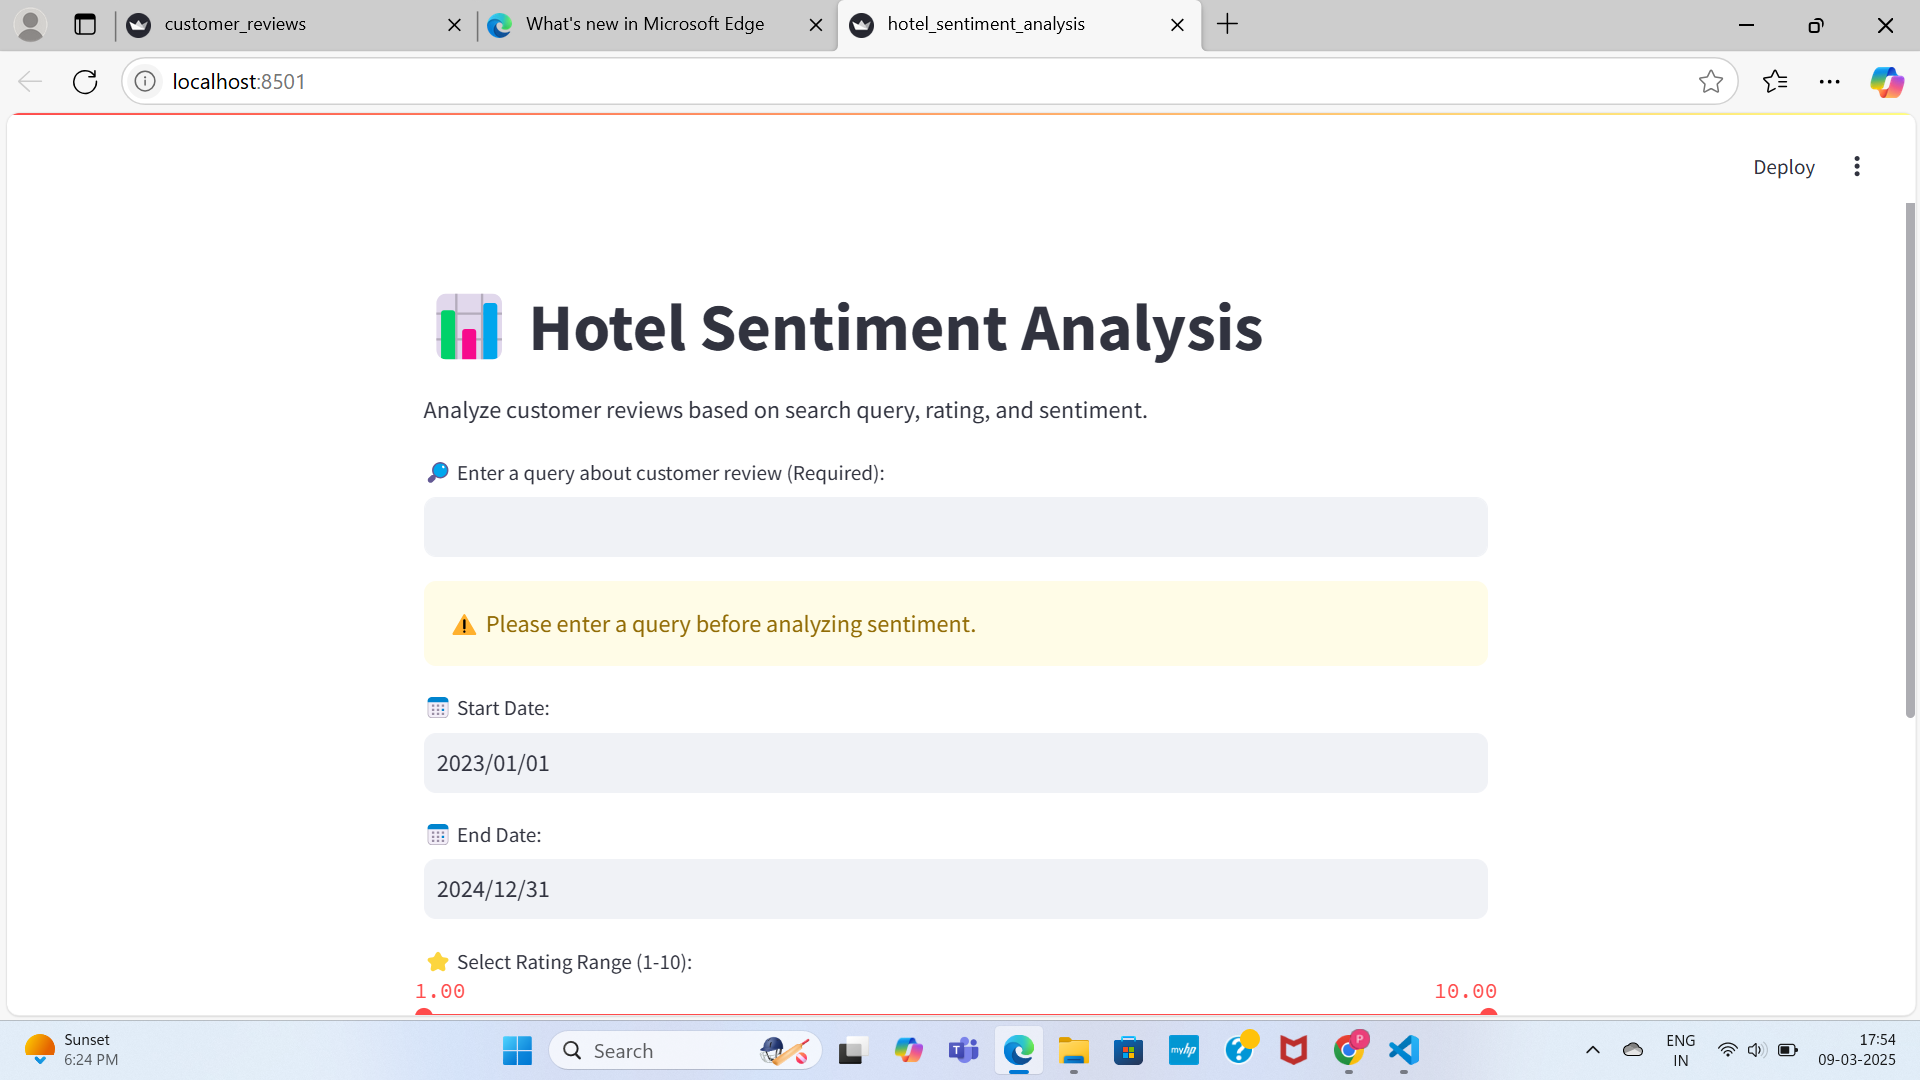 customer_reviews
What's new in Microsoft Edge
hotel_sentiment_analysis
localhost:8501
Deploy
Hotel Sentiment Analysis
Analyze customer reviews based on search query, rating, and sentiment.
Enter a query about customer review (Required):
Please enter a query before analyzing sentiment.
Start Date:
2023/01/01
End Date:
2024/12/31
Select Rating Range (1-10):
1.00 10.00
Sunset
6:24 PM
Search
myhp
P
ENG
IN
17:54
09-03-2025